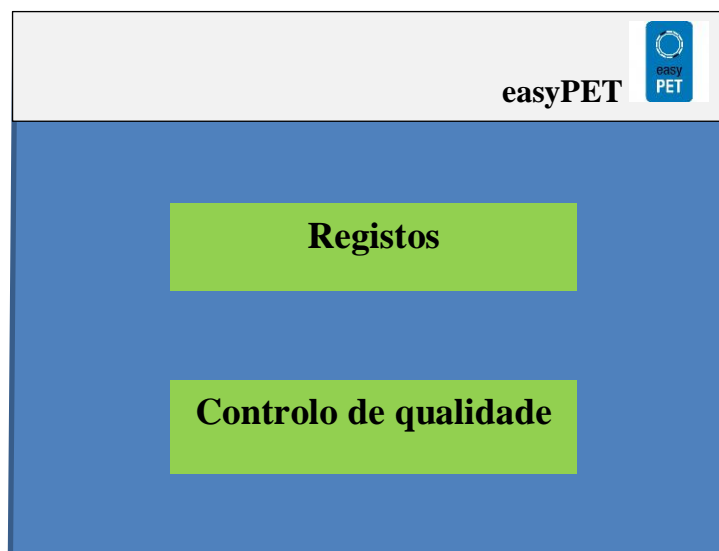 easyPET
easy
PET
Registos
Controlo de qualidade